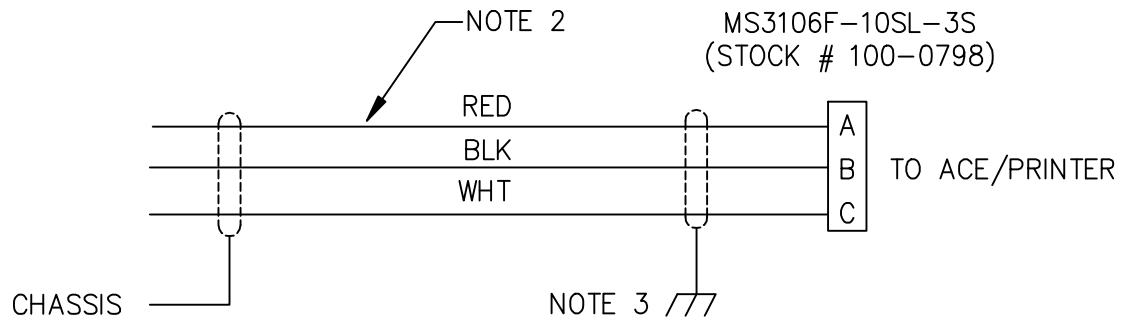 NOTE 2
MS3106F-10SL-3S
(STOCK # 100-0798)
RED
A
BLK
B
TO ACE/PRINTER
WHT
C
CHASSIS
NOTE 3